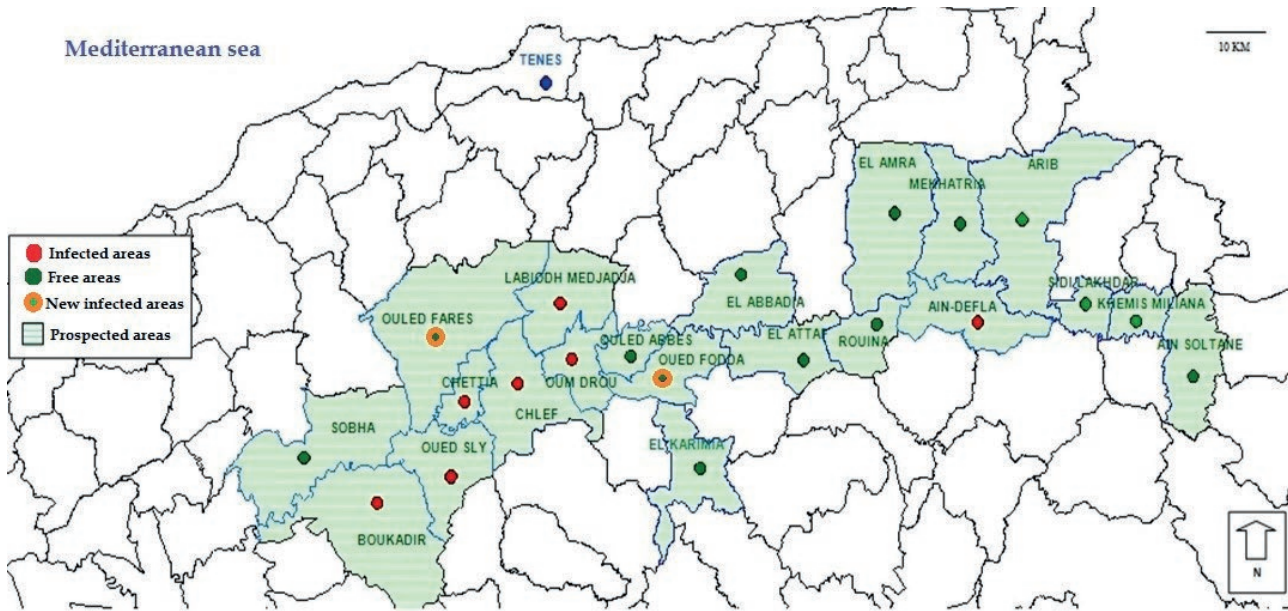 Mediterranean sea
10 KM
TENES
EL AMRA
MEKHATRIA
ARIB
Infected areas
Free areas
New infected areas
Prospected areas
LABIODH MEDJADJA
SIDI LAKHDAR
EL ABBADIA
AIN-DEFLA
KHEMIS MILIANA
OULED FARES
OULED ABBES
EL ATTAF
ROUINA
AIN SOLTANE
OUED FODDA
CHETTIA
OUM DROU
CHLEF
SOBHA
OUED SLY
EL KARIMIA
BOUKADIR
N